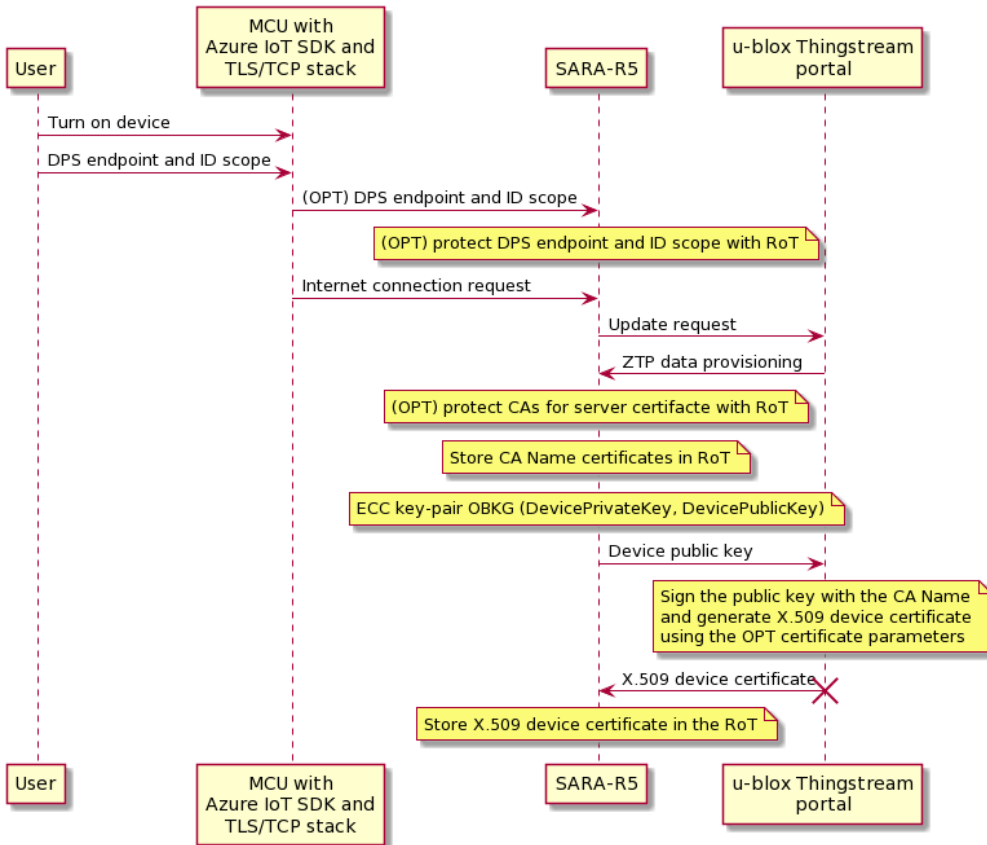 User
MCU with
Azure IoT SDK and
TLS/TCP stack
SARA-R5
u-blox Thingstream
portal
Turn on device
DPS endpoint and ID scope
(OPT) DPS endpoint and ID scope
(OPT) protect DPS endpoint and ID scope with RoT
Internet connection request
Update request
ZTP data provisioning
(OPT) protect CAs for server certifacte with RoT
Store CA Name certificates in RoT
ECC key-pair OBKG (DevicePrivateKey, DevicePublicKey)
Device public key
Sign the public key with the CA Name
and generate X.509 device certificate
using the OPT certificate parameters
X.509 device certificate
Store X.509 device certificate in the RoT
User
MCU with
Azure IoT SDK and
TLS/TCP stack
SARA-R5
u-blox Thingstream
portal